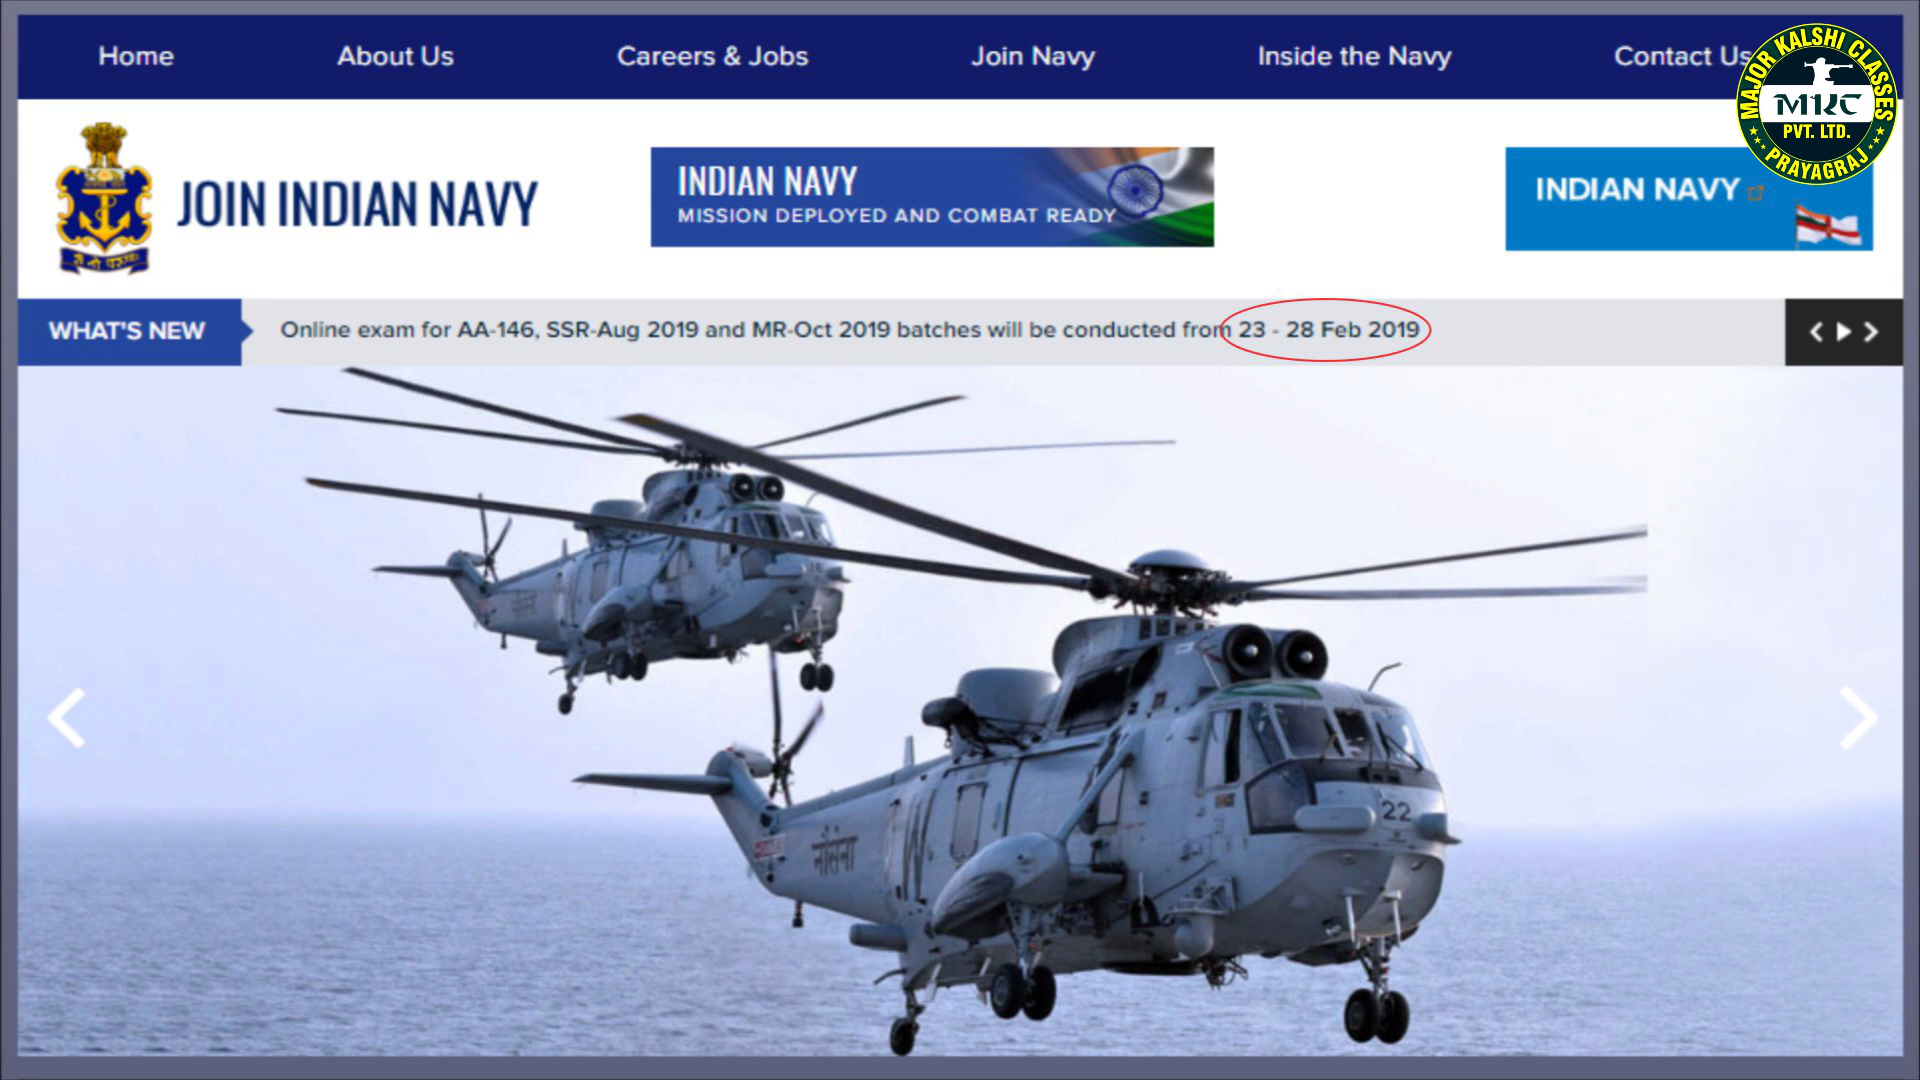 Home
About Us
Careers & Jobs
Join Navy
Inside the Navy
Contact Us
MAJOR KALSHI CLASSES
MKC
PVT. LTD.
PRAYAGRAJ
JOIN INDIAN NAVY
INDIAN NAVY
MISSION DEPLOYED AND COMBAT READY
INDIAN NAVY
WHAT'S NEW
Online exam for AA-146, SSR-Aug 2019 and MR-Oct 2019 batches will be conducted from 23 - 28 Feb 2019
22
नौसेना
W